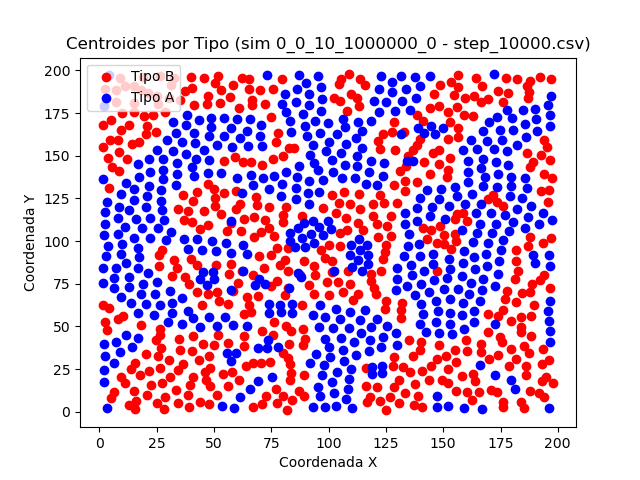 Centroides por Tipo (sim 0_0_10_1000000_0 - step_10000.csv)
Tipo B
Tipo A
200
175
150
125
100
75
50
25
0
Coordenada Y
0 25 50 75 100 125 150 175 200
Coordenada X